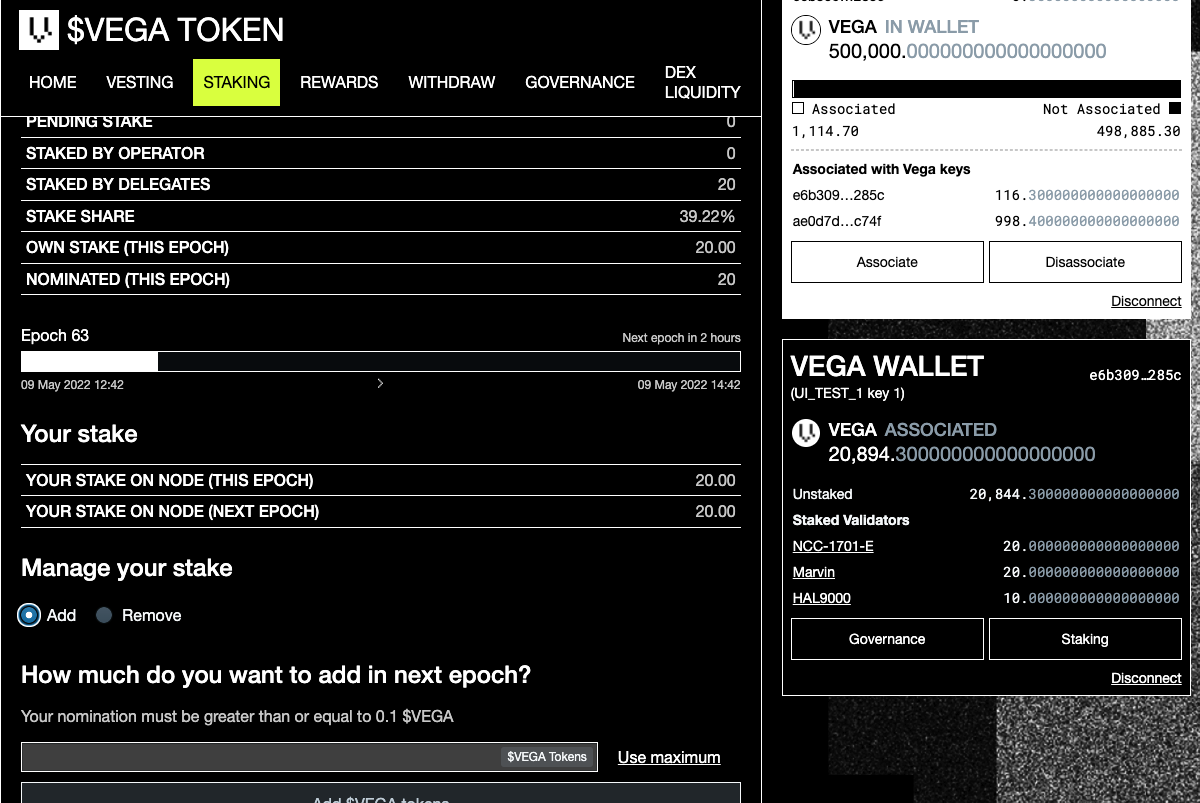 $VEGA TOKEN
HOME VESTING STAKING REWARDS WITHDRAW GOVERNANCE DEX LIQUIDITY
PENDING STAKE 0
STAKED BY OPERATOR 0
STAKED BY DELEGATES 20
STAKE SHARE 39.22%
OWN STAKE (THIS EPOCH) 20.00
NOMINATED (THIS EPOCH) 20
Epoch 63 Next epoch in 2 hours
09 May 2022 12:42 > 09 May 2022 14:42
Your stake
YOUR STAKE ON NODE (THIS EPOCH) 20.00
YOUR STAKE ON NODE (NEXT EPOCH) 20.00
Manage your stake
Add Remove
How much do you want to add in next epoch?
Your nomination must be greater than or equal to 0.1 $VEGA
$VEGA Tokens Use maximum
Add $VEGA tokens
VEGA IN WALLET
500,000.000000000000000000
Associated Not Associated
1,114.70 498,885.30
Associated with Vega keys
e6b309…285c 116.300000000000000000
ae0d7d…c74f 998.400000000000000000
Associate Disassociate
Disconnect
VEGA WALLET e6b309…285c
(UI_TEST_1 key 1)
VEGA ASSOCIATED
20,894.300000000000000000
Unstaked 20,844.300000000000000000
Staked Validators
NCC-1701-E 20.000000000000000000
Marvin 20.000000000000000000
HAL9000 10.000000000000000000
Governance Staking
Disconnect